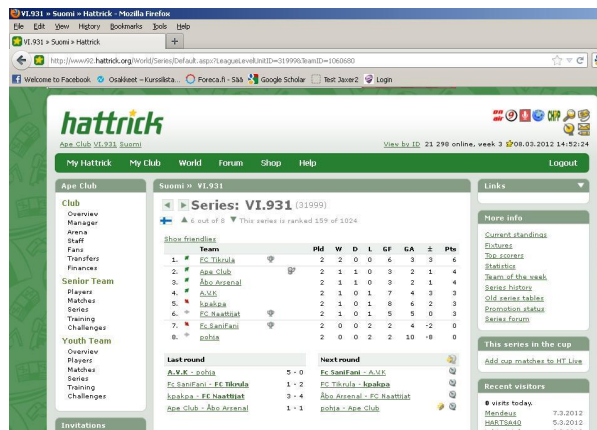 VI.931 » Suomi » Hattrick - Mozilla Firefox
File Edit View History Bookmarks Tools Help
VI.931 » Suomi » Hattrick +
http://www92.hattrick.org/World/Series/Default.aspx?LeagueLevelUnitID=31999&TeamID=1060680
Welcome to Facebook Osakkeet – Kurssilista... Foreca.fi - Sää Google Scholar Test Jaxer2 Login
hattrick
Ape Club VI.931 Suomi
View by ID 21 298 online, week 3 08.03.2012 14:52:24
My Hattrick My Club World Forum Shop Help Logout
Ape Club
Club
Overview
Manager
Arena
Staff
Fans
Transfers
Finances
Senior Team
Players
Matches
Series
Training
Challenges
Youth Team
Overview
Players
Matches
Series
Training
Challenges
Invitations
Suomi » VI.931
Series: VI.931 (31999)
6 out of 8 This series is ranked 159 of 1024
Show friendlies
Team Pld W D L GF GA ± Pts
1. FC Tikrula 2 2 0 0 6 3 3 6
2. Ape Club 2 1 1 0 3 2 1 4
3. Åbo Arsenal 2 1 1 0 3 2 1 4
4. A.V.K 2 1 0 1 7 4 3 3
5. kpakpa 2 1 0 1 8 6 2 3
6. FC Naattijat 2 1 0 1 5 5 0 3
7. Fc SaniFani 2 0 0 2 2 4 -2 0
8. pohja 2 0 0 2 2 10 -8 0
Last round
A.V.K - pohja 5 - 0
Fc SaniFani - FC Tikrula 1 - 2
kpakpa - FC Naattijat 3 - 4
Ape Club - Åbo Arsenal 1 - 1
Next round
Fc SaniFani - A.V.K
FC Tikrula - kpakpa
Åbo Arsenal - FC Naattijat
pohja - Ape Club
Links
More info
Current standings
Fixtures
Top scorers
Statistics
Team of the week
Series history
Old series tables
Promotion status
Series forum
This series in the cup
Add cup matches to HT Live
Recent visitors
8 visits today.
Mendeus 7.3.2012
HARTSA40 5.3.2012